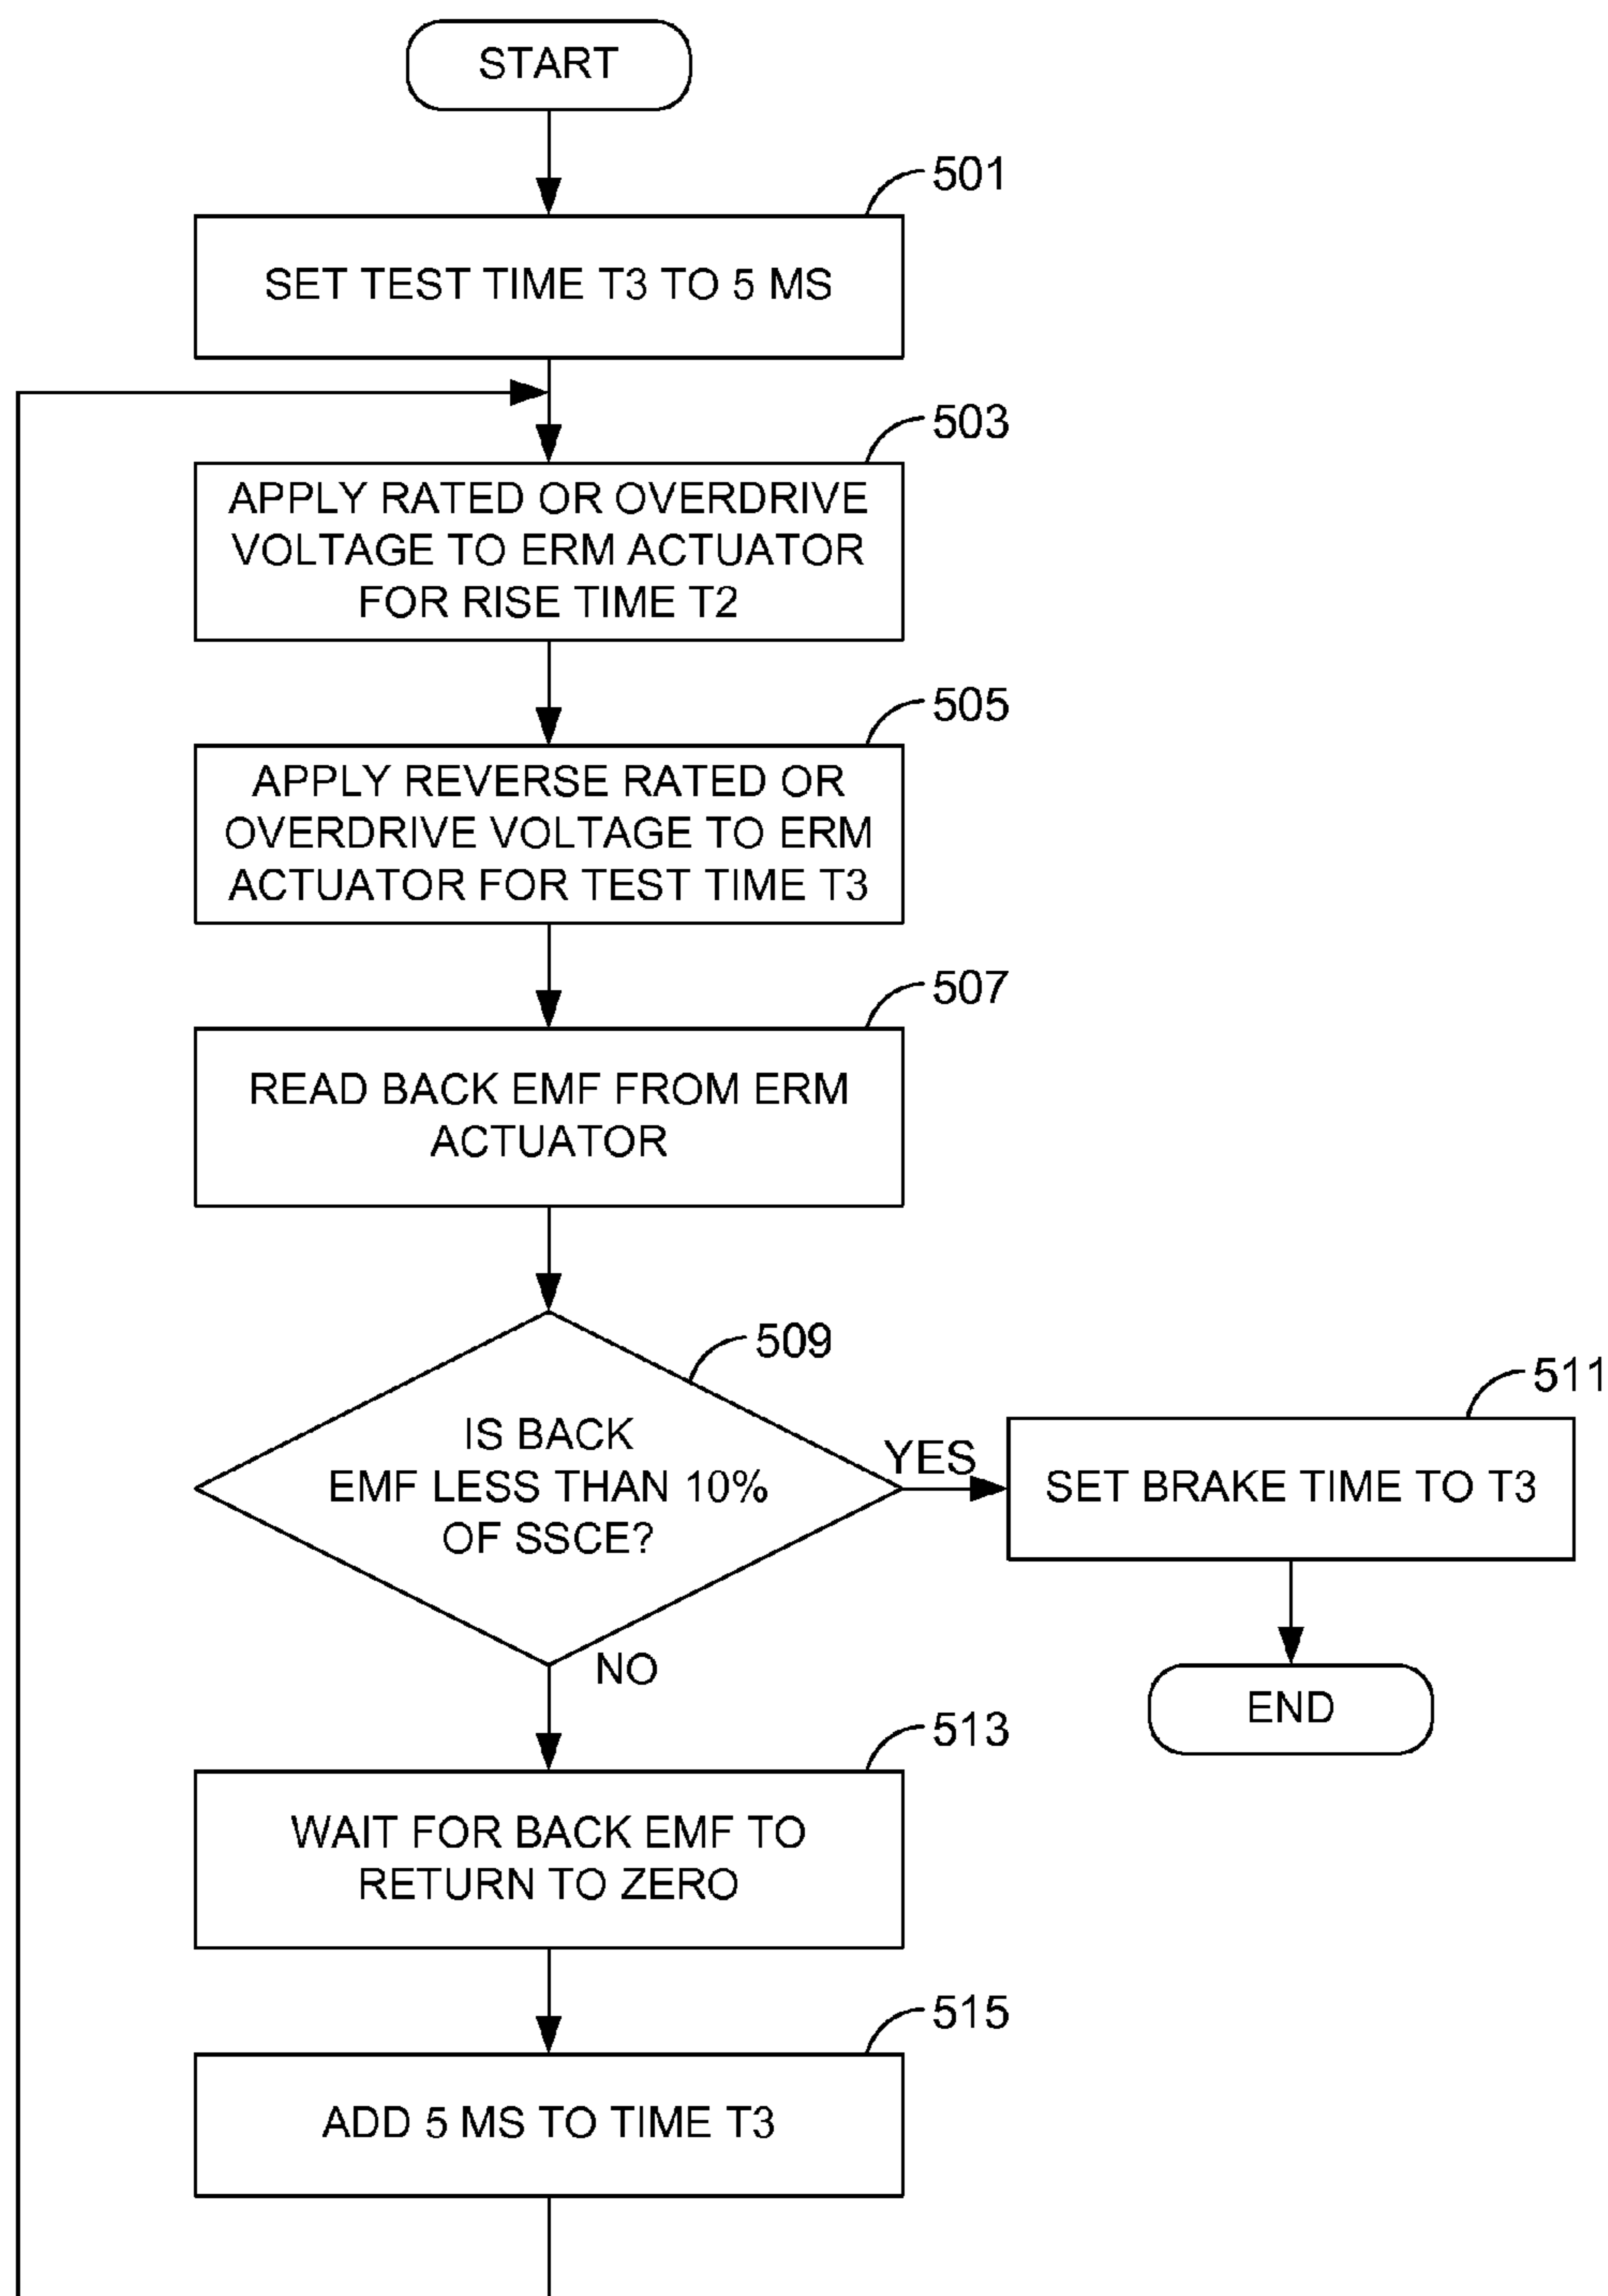 START
501
SET TEST TIME T3 TO 5 MS
503
APPLY RATED OR OVERDRIVE
VOLTAGE TO ERM ACTUATOR
FOR RISE TIME T2
505
APPLY REVERSE RATED OR
OVERDRIVE VOLTAGE TO ERM
ACTUATOR FOR TEST TIME T3
507
READ BACK EMF FROM ERM
ACTUATOR
509
IS BACK
EMF LESS THAN 10%
OF SSCE?
YES
511
SET BRAKE TIME TO T3
END
NO
513
WAIT FOR BACK EMF TO
RETURN TO ZERO
515
ADD 5 MS TO TIME T3